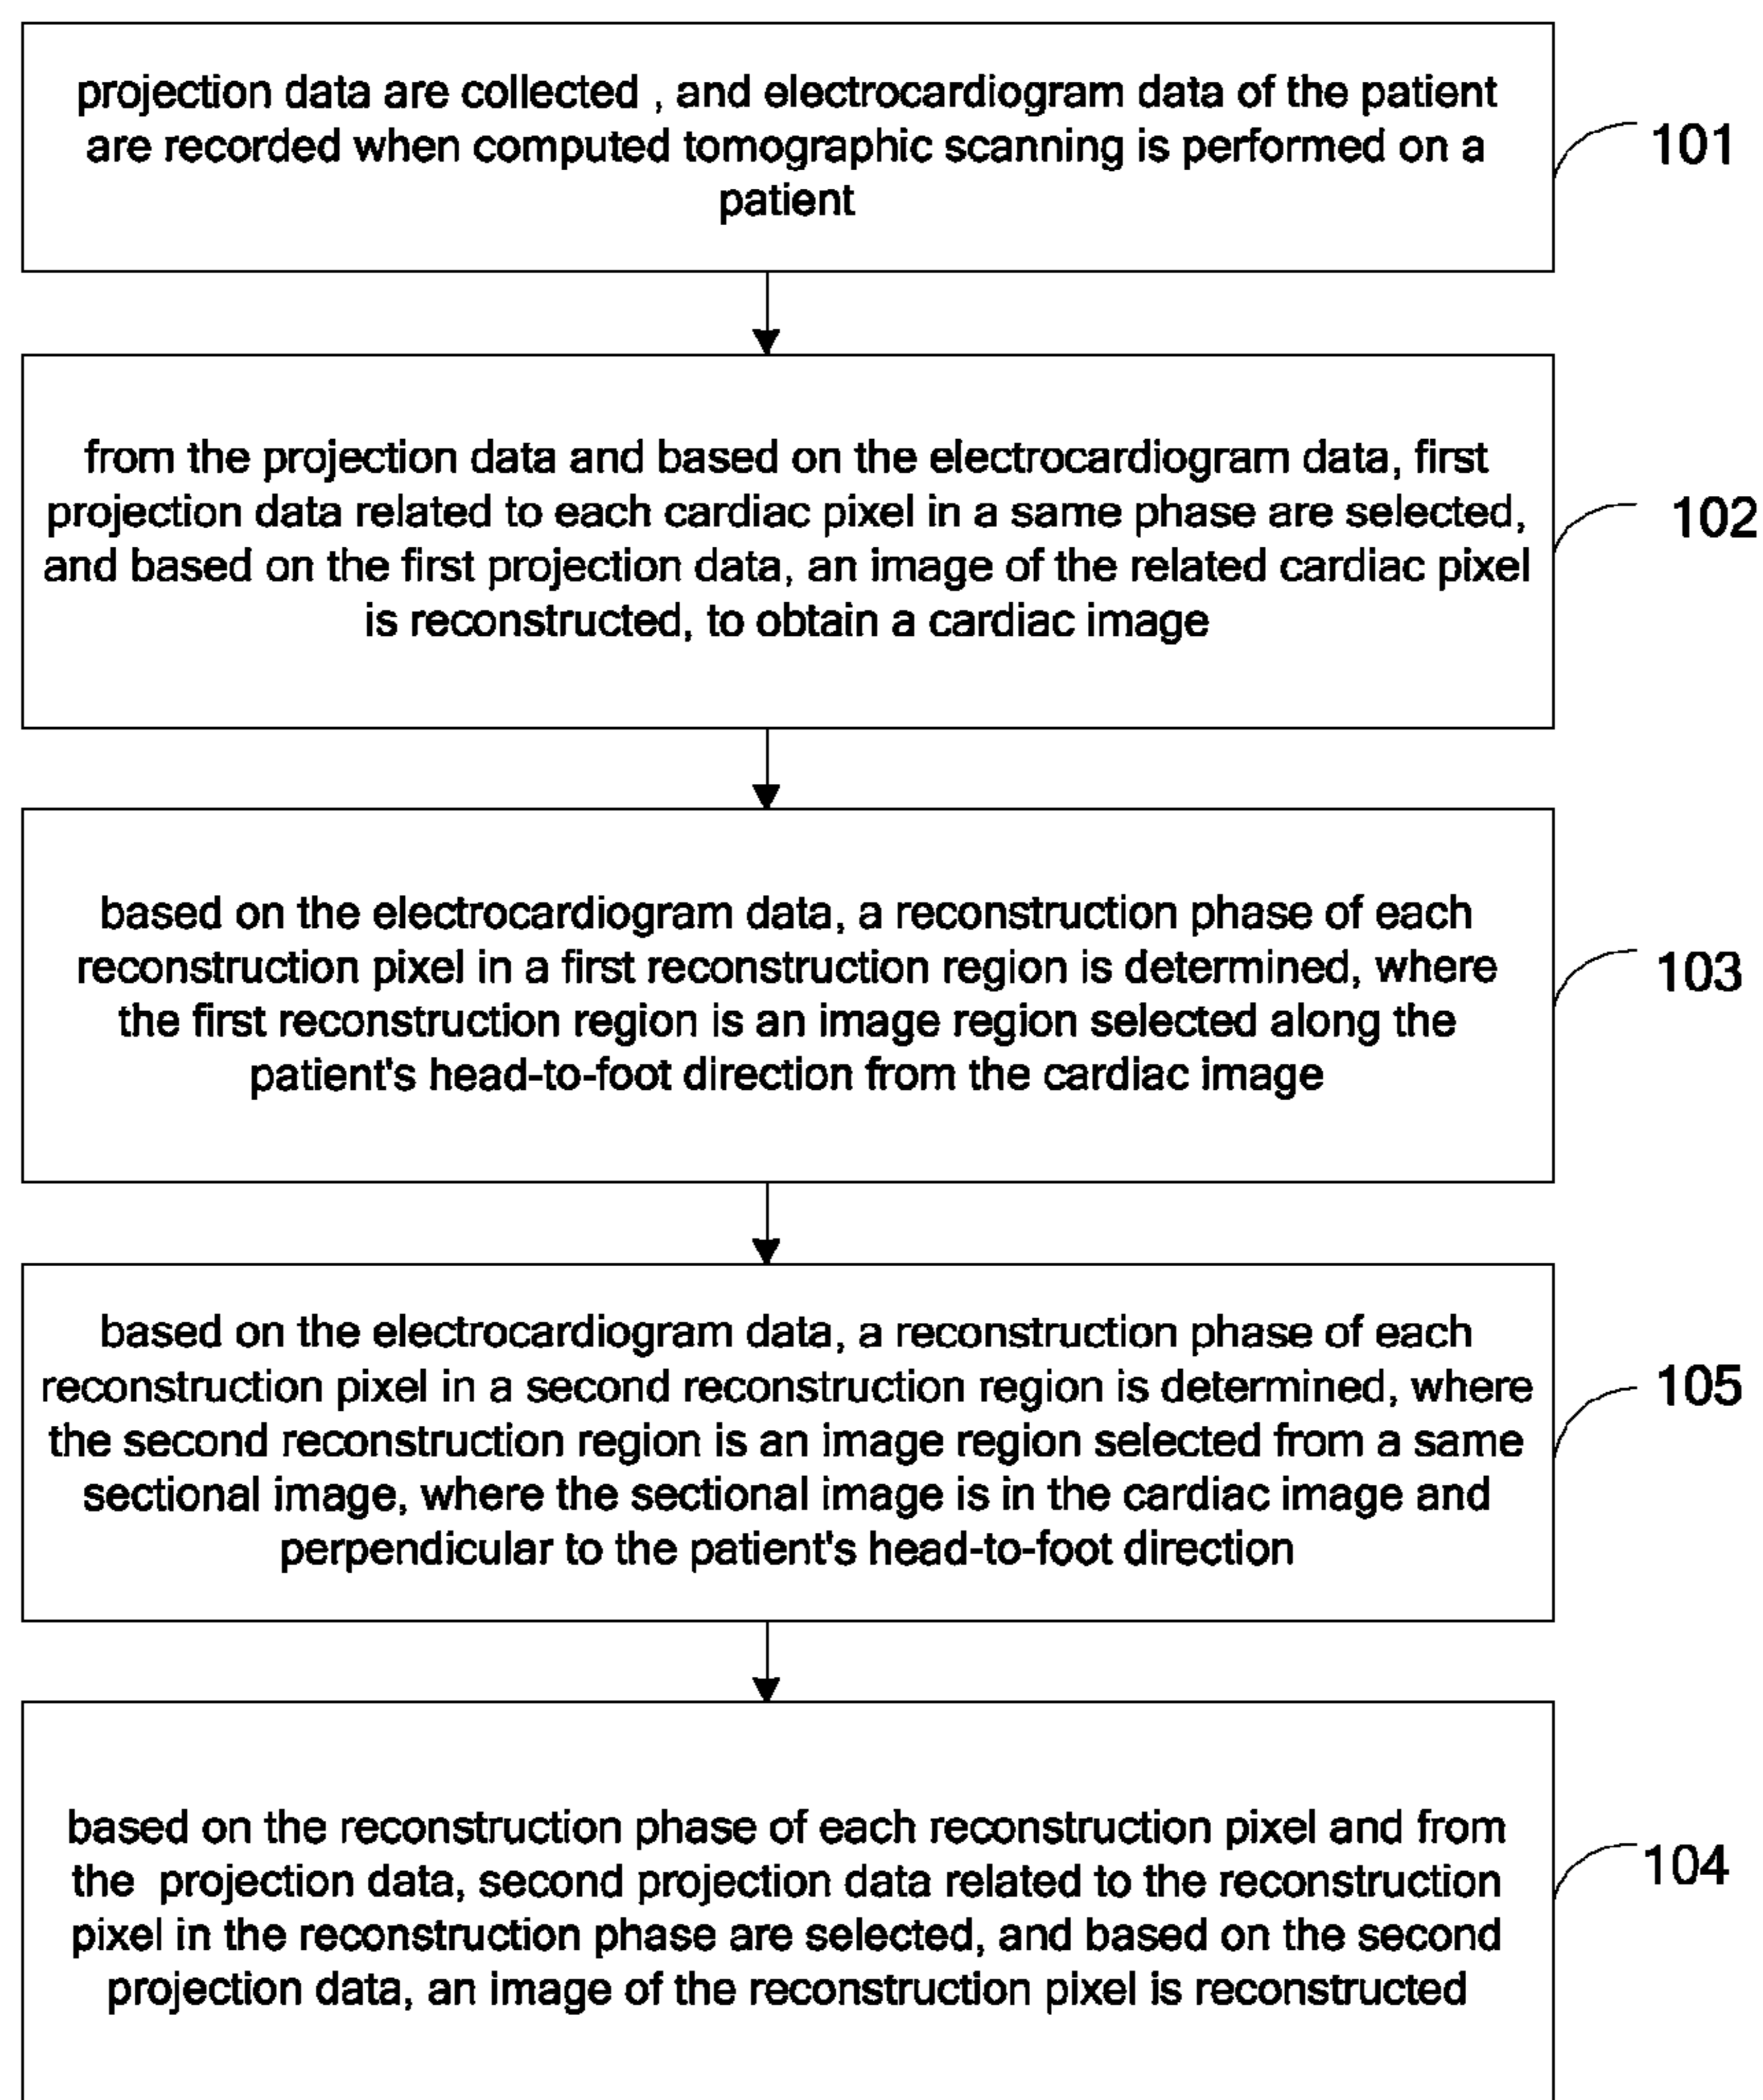 projection data are collected , and electrocardiogram data of the patient
are recorded when computed tomographic scanning is performed on a
patient
101
from the projection data and based on the electrocardiogram data, first
projection data related to each cardiac pixel in a same phase are selected,
and based on the first projection data, an image of the related cardiac pixel
is reconstructed, to obtain a cardiac image
102
based on the electrocardiogram data, a reconstruction phase of each
reconstruction pixel in a first reconstruction region is determined, where
the first reconstruction region is an image region selected along the
patient's head-to-foot direction from the cardiac image
103
based on the electrocardiogram data, a reconstruction phase of each
reconstruction pixel in a second reconstruction region is determined, where
the second reconstruction region is an image region selected from a same
sectional image, where the sectional image is in the cardiac image and
perpendicular to the patient's head-to-foot direction
105
based on the reconstruction phase of each reconstruction pixel and from
the projection data, second projection data related to the reconstruction
pixel in the reconstruction phase are selected, and based on the second
projection data, an image of the reconstruction pixel is reconstructed
104